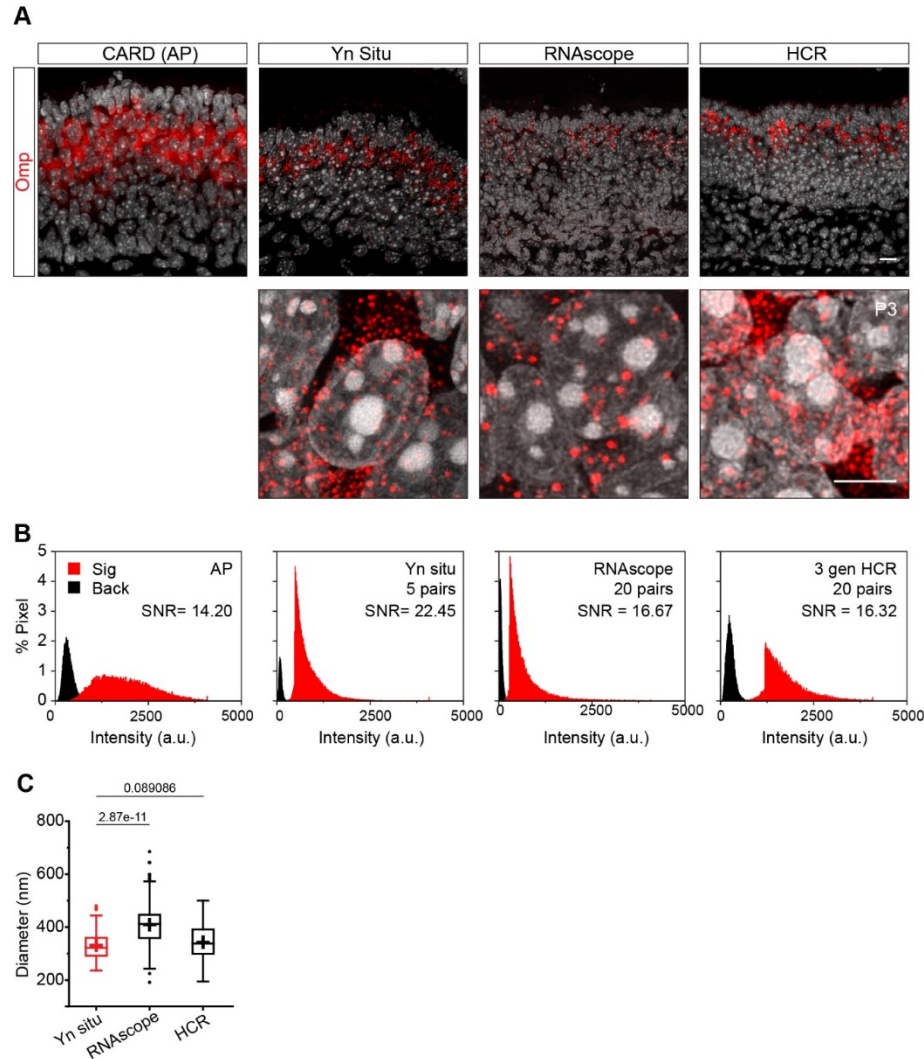 A
CARD (AP) Yn Situ RNAscope HCR
Omp
P3
B
Sig AP
Back
SNR= 14.20
Yn situ
5 pairs
SNR= 22.45
RNAscope
20 pairs
SNR = 16.67
3 gen HCR
20 pairs
SNR = 16.32
% Pixel
5
4
3
2
1
0
0 2500 5000
0 2500 5000
0 2500 5000
0 2500 5000
Intensity (a.u.) Intensity (a.u.) Intensity (a.u.) Intensity (a.u.)
C
0.089086
2.87e-11
Diameter (nm)
800
600
400
200
Yn situ RNAscope HCR